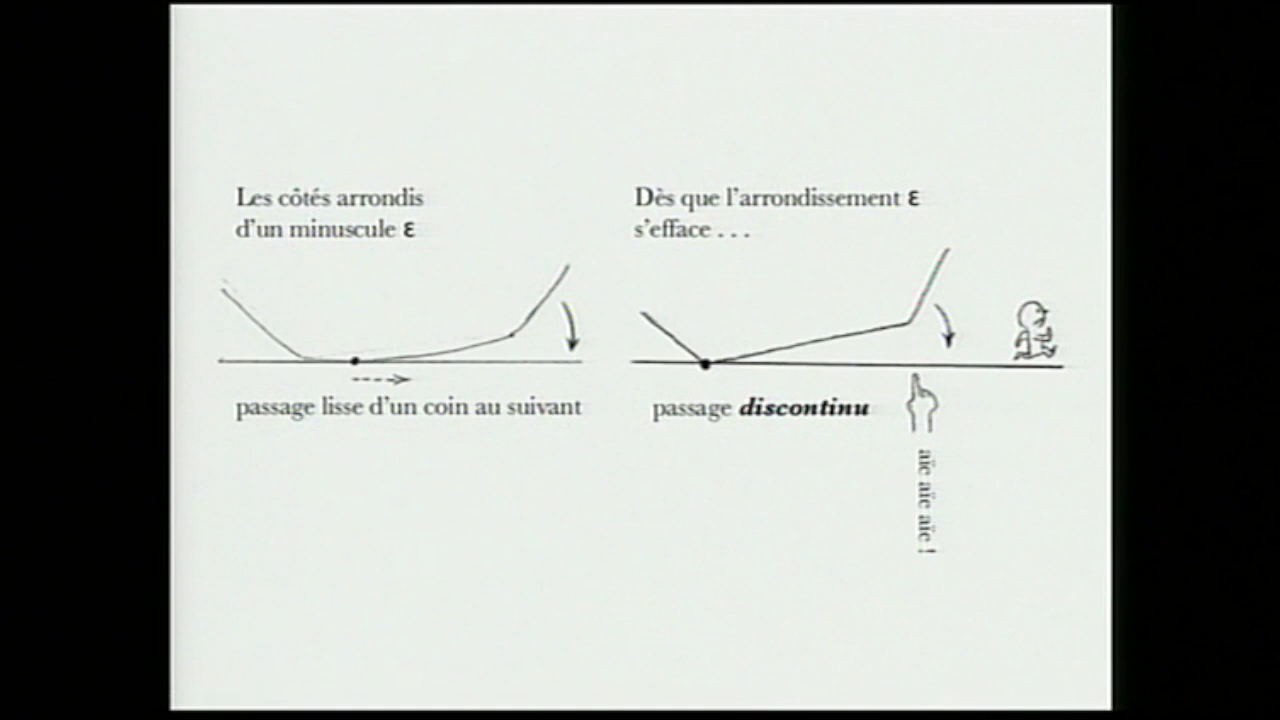 Les côtés arrondis
d'un minuscule ε
Dès que l'arrondissement ε
s'efface . . .
passage lisse d'un coin au suivant
passage discontinu
aïe aïe aïe !